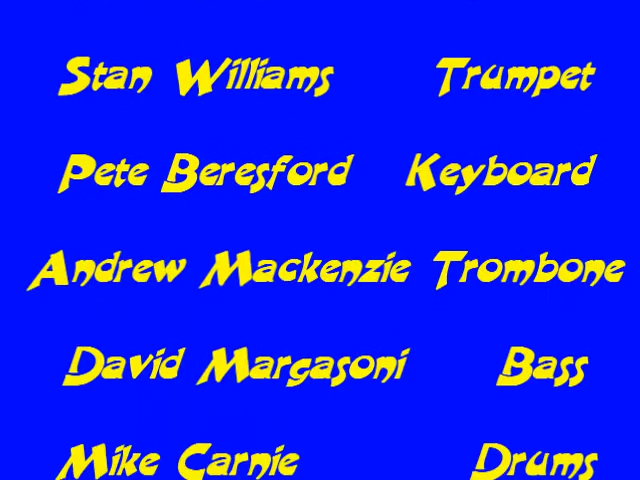 Stan Williams Trumpet
Pete Beresford Keyboard
Andrew Mackenzie Trombone
David Margasoni Bass
Mike Carnie Drums